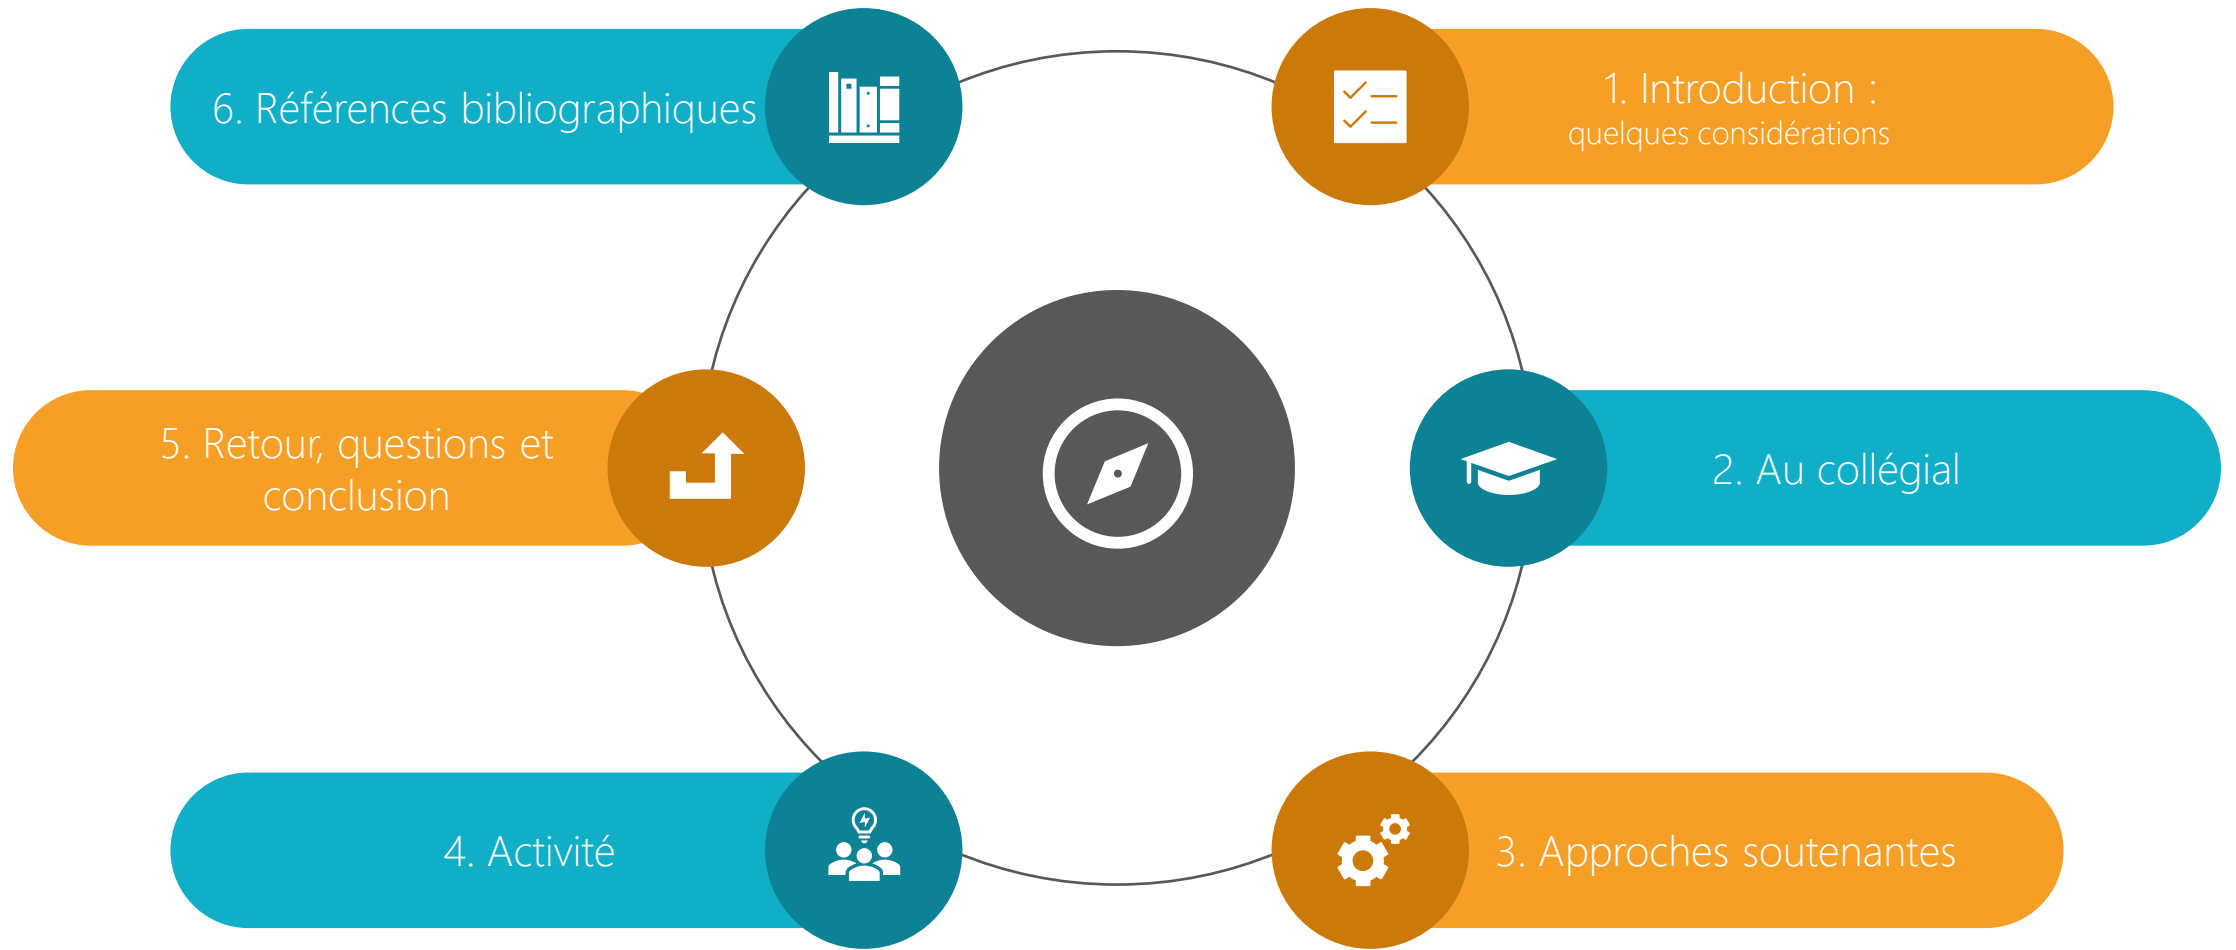 1. Introduction :
quelques considérations
2. Au collégial
3. Approches soutenantes
4. Activité
5. Retour, questions et
conclusion
6. Références bibliographiques